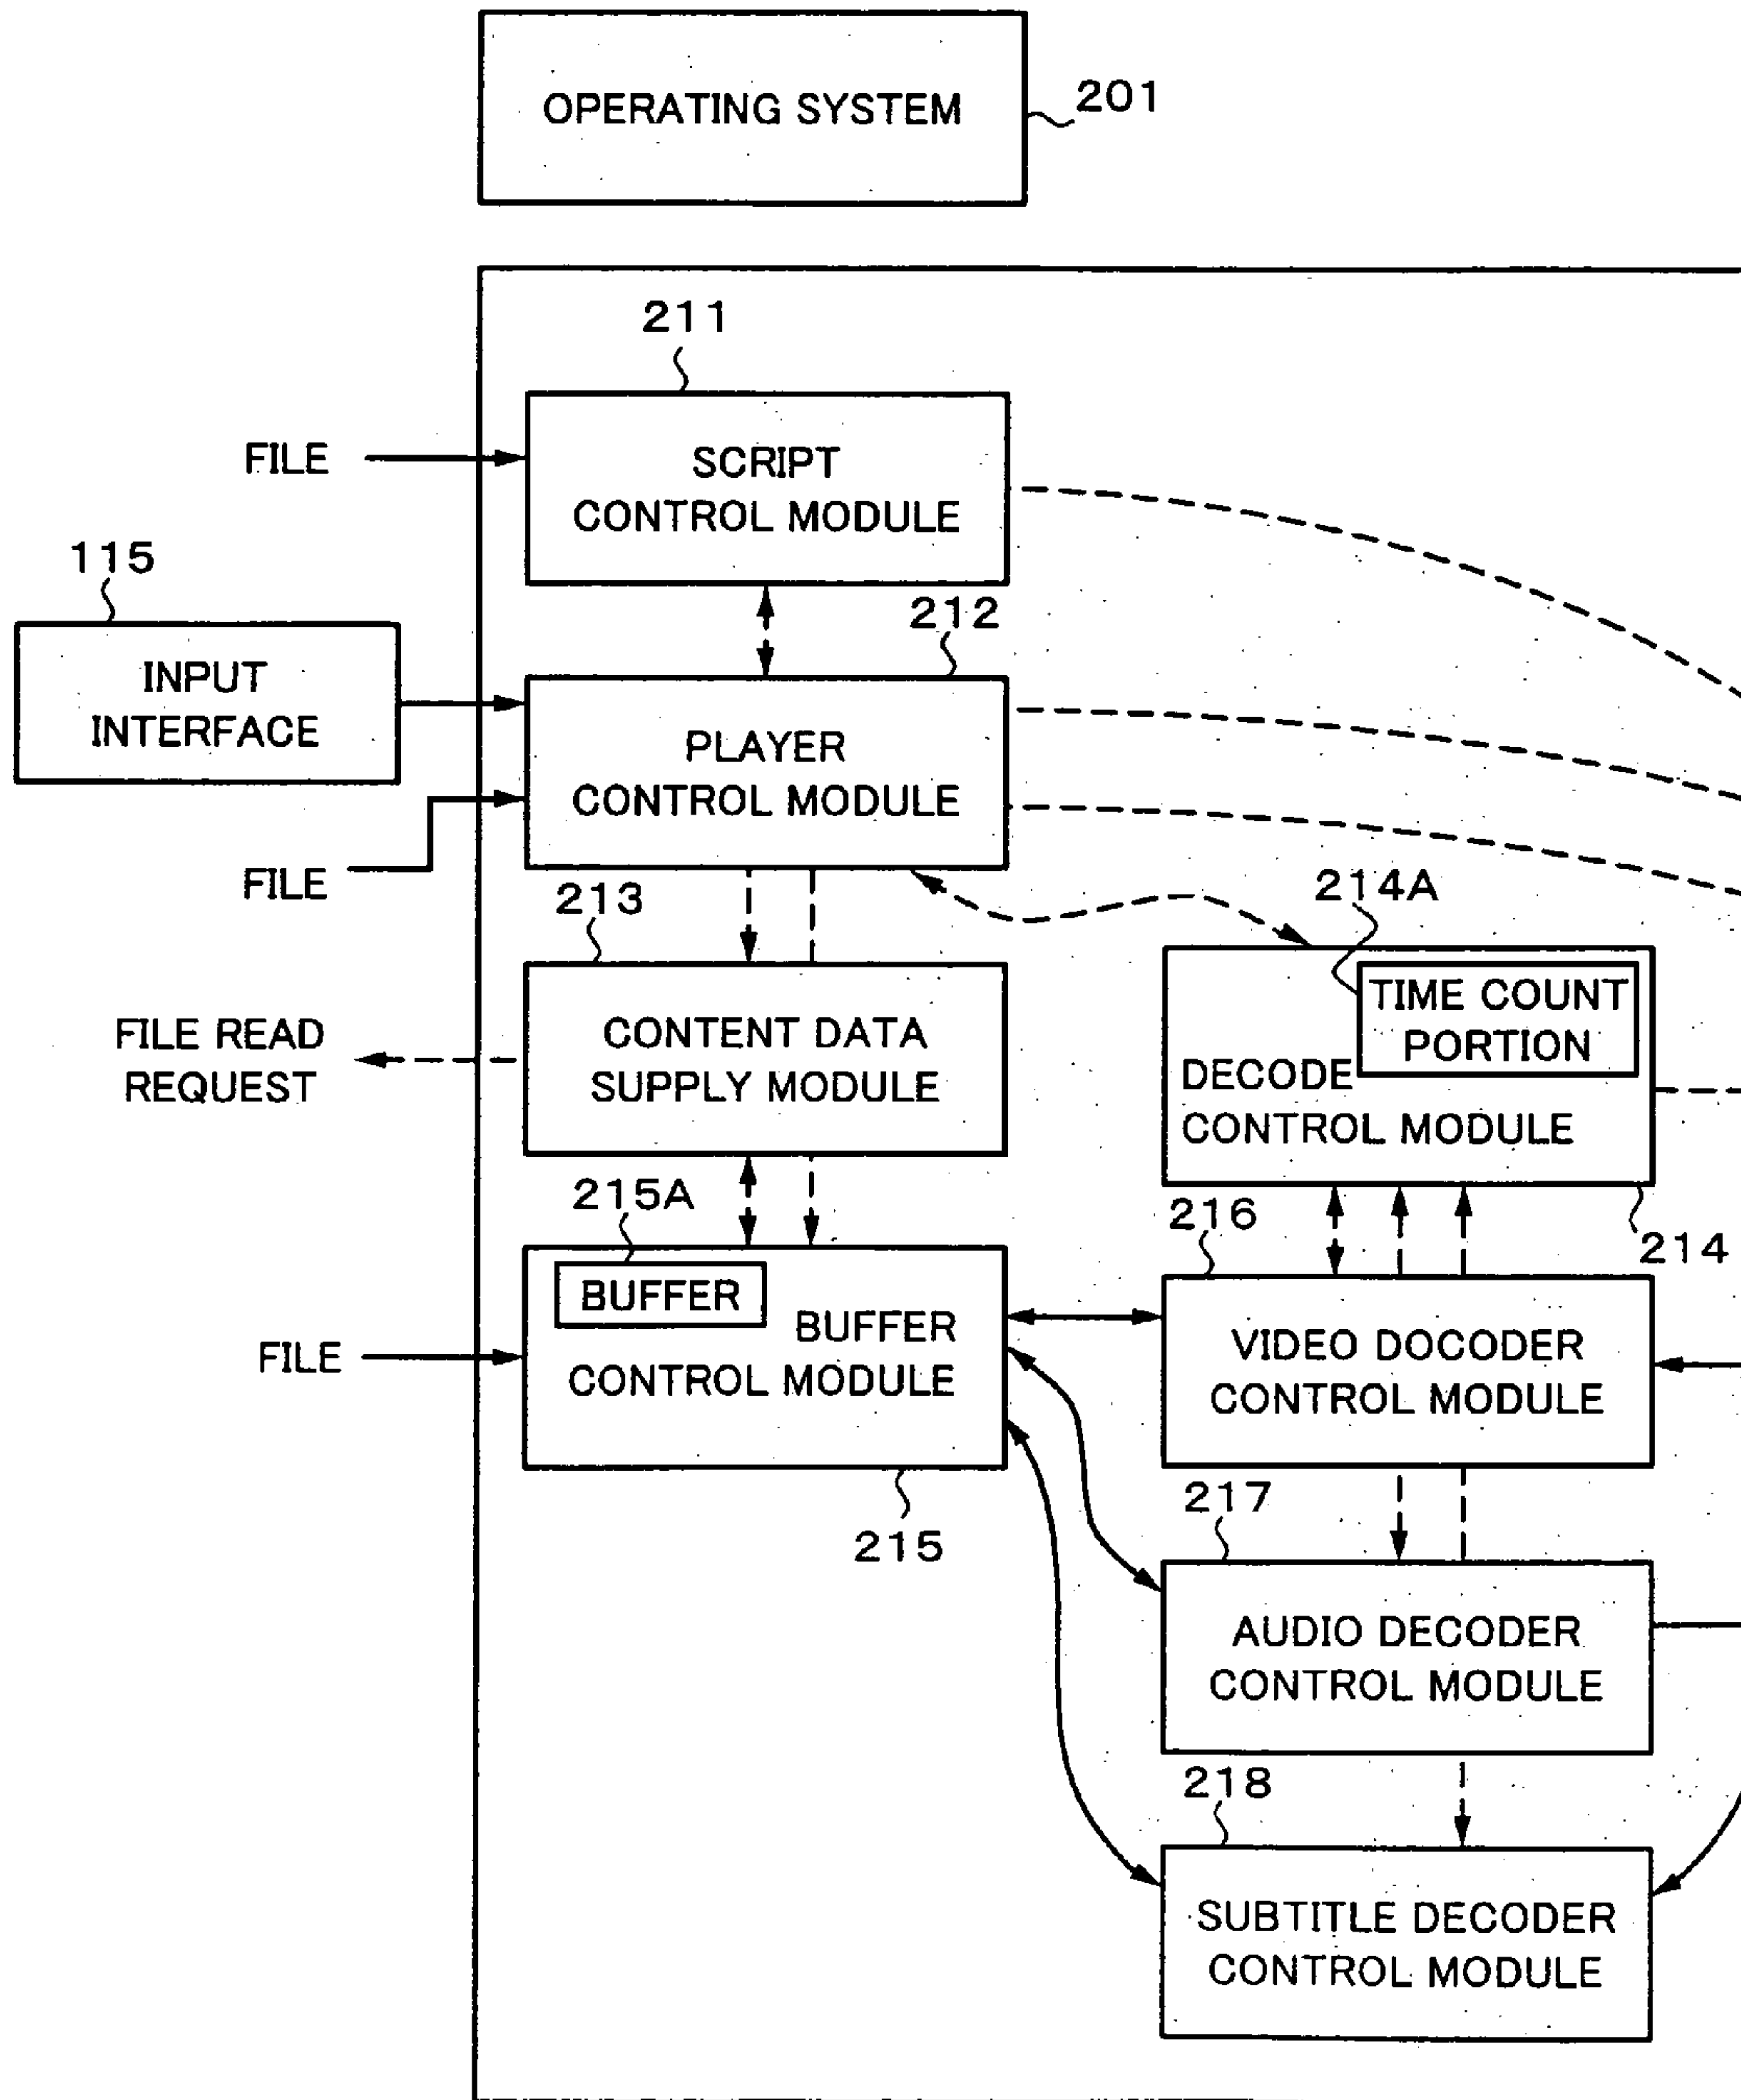 OPERATING SYSTEM
201
211
FILE
SCRIPT
CONTROL MODULE
115
212
INPUT
INTERFACE
PLAYER
CONTROL MODULE
FILE
213
214A
TIME COUNT
PORTION
CONTENT DATA
SUPPLY MODULE
FILE READ
REQUEST
DECODE
CONTROL MODULE
215A
216
214
BUFFER
BUFFER
CONTROL MODULE
FILE
VIDEO DOCODER
CONTROL MODULE
217
215
AUDIO DECODER
CONTROL MODULE
218
SUBTITLE DECODER
CONTROL MODULE